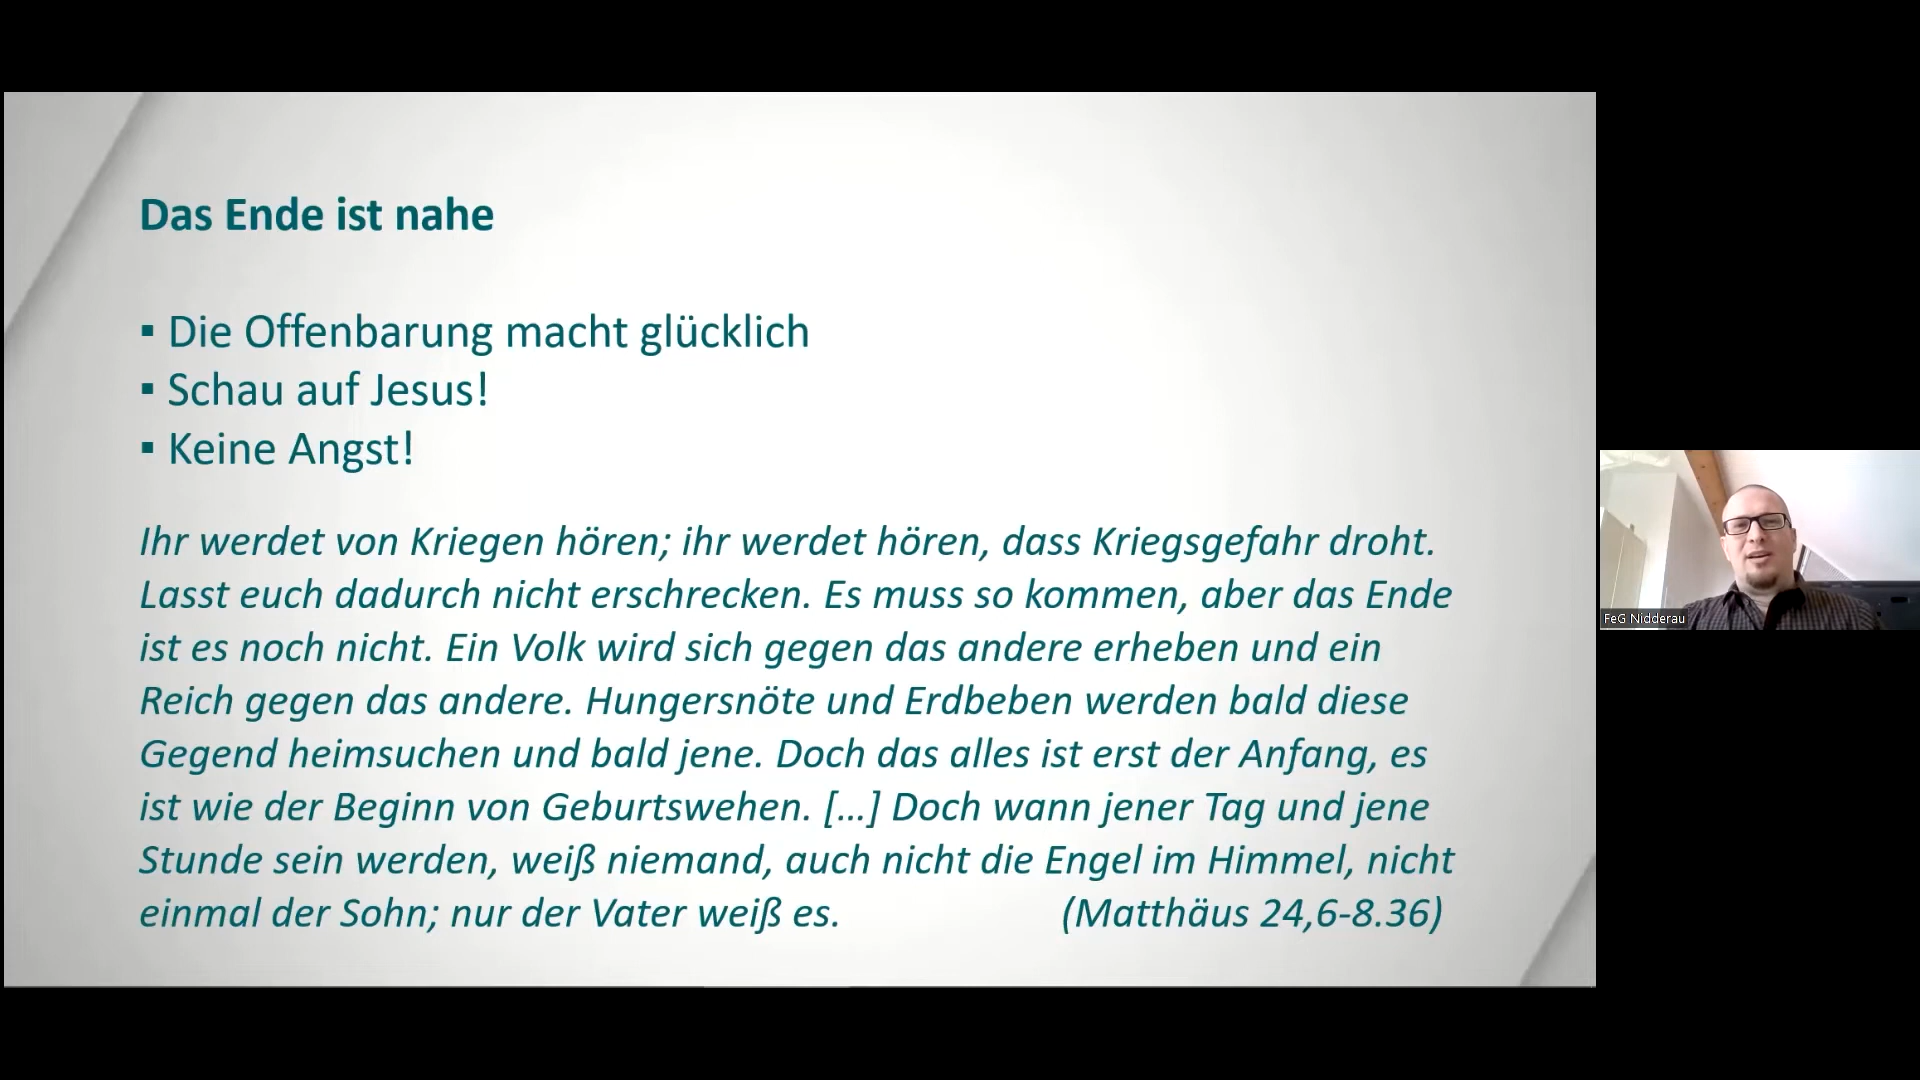 Das Ende ist nahe
▪ Die Offenbarung macht glücklich
▪ Schau auf Jesus!
▪ Keine Angst!
Ihr werdet von Kriegen hören; ihr werdet hören, dass Kriegsgefahr droht.
Lasst euch dadurch nicht erschrecken. Es muss so kommen, aber das Ende
ist es noch nicht. Ein Volk wird sich gegen das andere erheben und ein
Reich gegen das andere. Hungersnöte und Erdbeben werden bald diese
Gegend heimsuchen und bald jene. Doch das alles ist erst der Anfang, es
ist wie der Beginn von Geburtswehen. [...] Doch wann jener Tag und jene
Stunde sein werden, weiß niemand, auch nicht die Engel im Himmel, nicht
einmal der Sohn; nur der Vater weiß es. (Matthäus 24,6-8.36)
FeG Nidderau